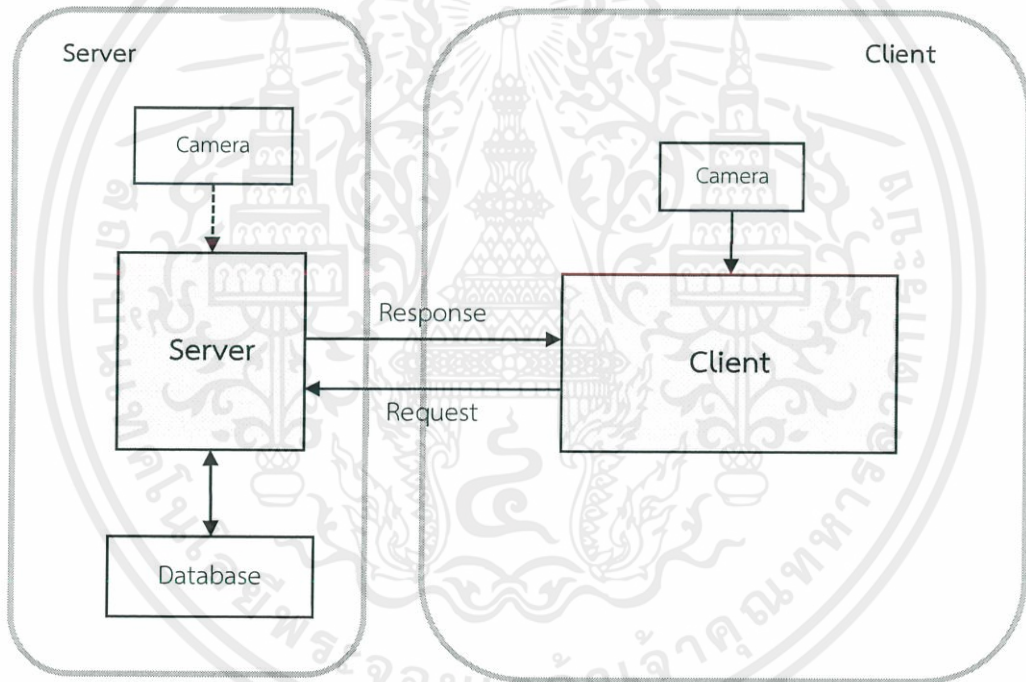 Server
Client
Camera
Camera
Response
Server
Client
Request
Database